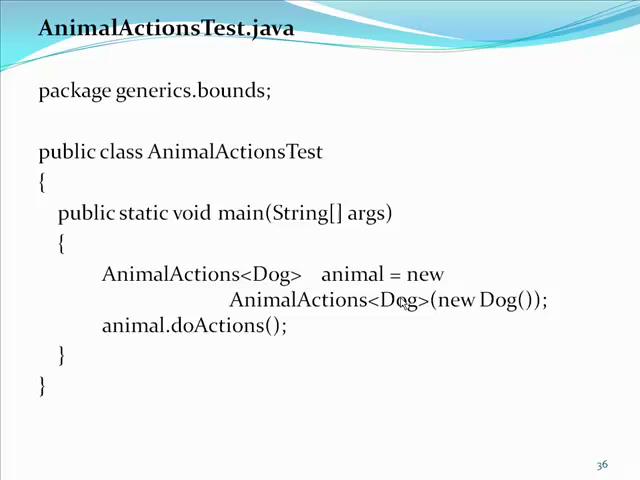 AnimalActionsTest.java
package generics.bounds;
public class AnimalActionsTest
{
public static void main(String[] args)
{
AnimalActions<Dog> animal = new
AnimalActions<Dog>(new Dog());
animal.doActions();
}
}
36